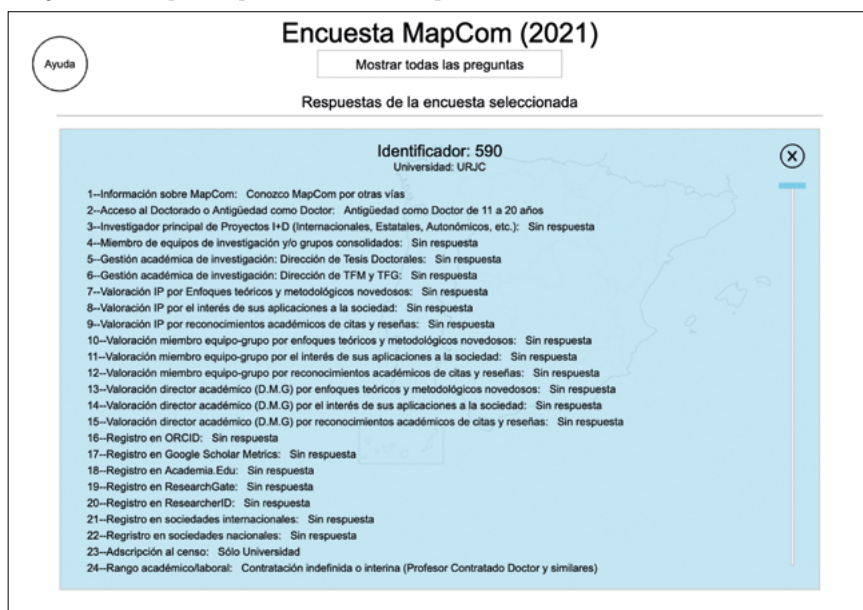 Encuesta MapCom (2021)
Ayuda
Mostrar todas las preguntas
Respuestas de la encuesta seleccionada
Identificador: 590
X
Universidad: URJC
1--Información sobre MapCom: Conozco MapCom por otras vías
2--Acceso al Doctorado o Antigüedad como Doctor: Antigüedad como Doctor de 11 a 20 años
3--Investigador principal de Proyectos I+D (Internacionales, Estatales, Autonómicos, etc.): Sin respuesta
4--Miembro de equipos de investigación y/o grupos consolidados: Sin respuesta
5--Gestión académica de investigación: Dirección de Tesis Doctorales: Sin respuesta
6--Gestión académica de investigación: Dirección de TFM y TFG: Sin respuesta
7--Valoración IP por Enfoques teóricos y metodológicos novedosos: Sin respuesta
8--Valoración IP por el interés de sus aplicaciones a la sociedad: Sin respuesta
9--Valoración IP por reconocimientos académicos de citas y reseñas: Sin respuesta
10--Valoración miembro equipo-grupo por enfoques teóricos y metodológicos novedosos: Sin respuesta
11--Valoración miembro equipo-grupo por el interés de sus aplicaciones a la sociedad: Sin respuesta
12--Valoración miembro equipo-grupo por reconocimientos académicos de citas y reseñas: Sin respuesta
13--Valoración director académico (D.M.G) por enfoques teóricos y metodológicos novedosos: Sin respuesta
14--Valoración director académico (D.M.G) por el interés de sus aplicaciones a la sociedad: Sin respuesta
15--Valoración director académico (D.M.G) por reconocimientos académicos de citas y reseñas: Sin respuesta
16--Registro en ORCID: Sin respuesta
17--Registro en Google Scholar Metrics: Sin respuesta
18--Registro en Academia.Edu: Sin respuesta
19--Registro en ResearchGate: Sin respuesta
20--Registro en ResearcherID: Sin respuesta
21--Registro en sociedades internacionales: Sin respuesta
22--Regristro en sociedades nacionales: Sin respuesta
23--Adscripción al censo: Sólo Universidad
24--Rango académico/laboral: Contratación indefinida o interina (Profesor Contratado Doctor y similares)